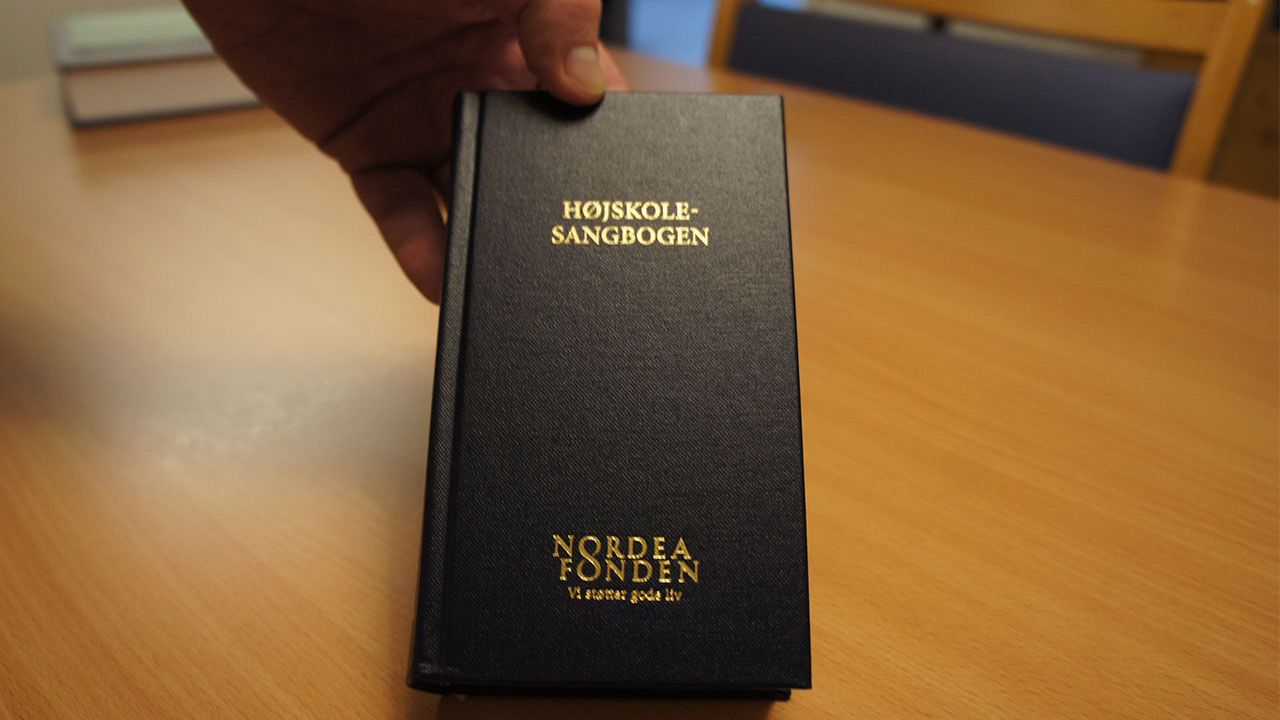 HØJSKOLE-
SANGBOGEN
NORDEA
FONDEN
Vi støtter gode liv